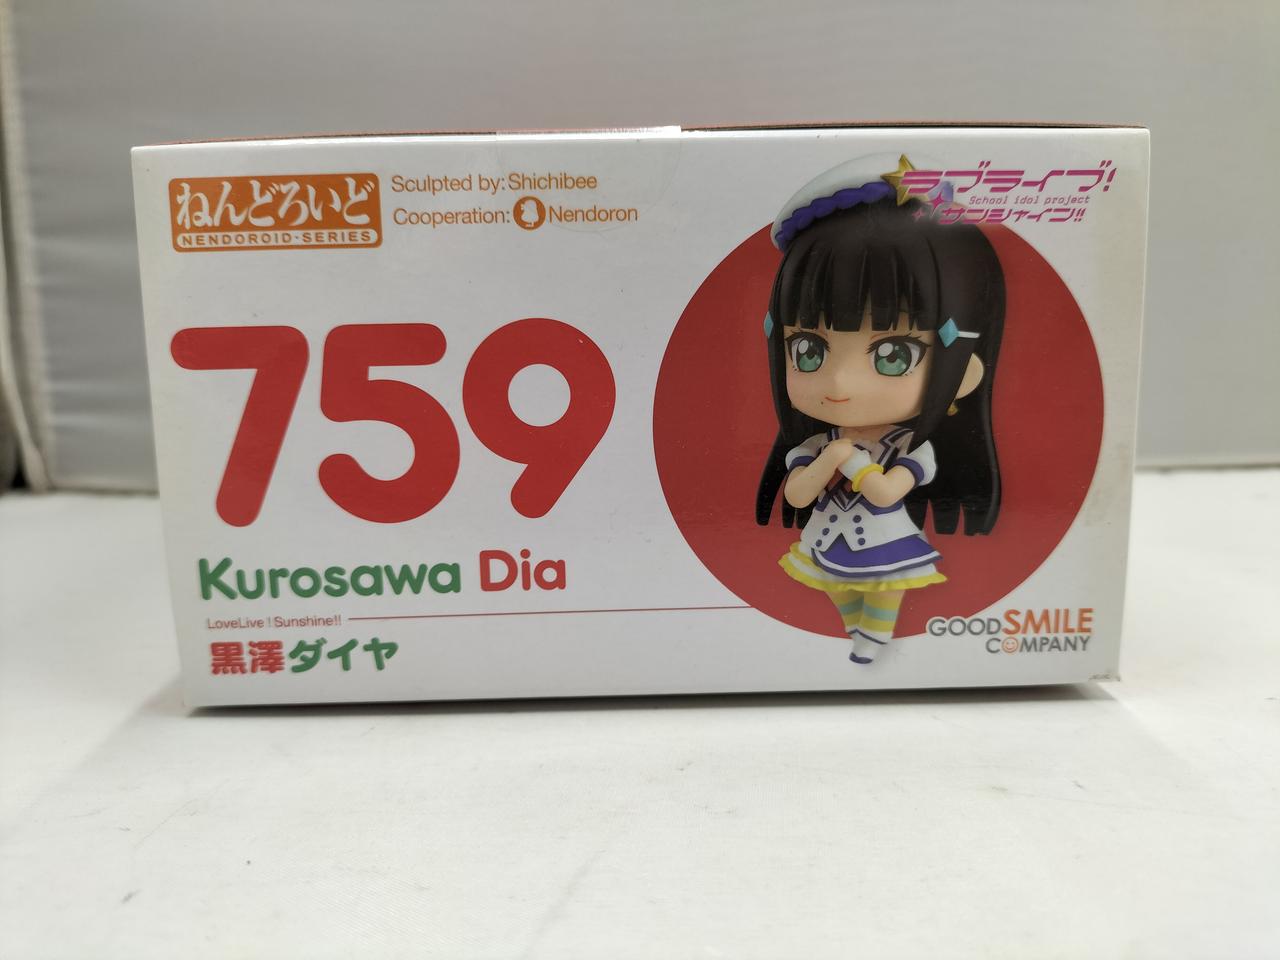 ねんどろいど
NENDOROID·SERIES
Sculpted by: Shichibee
Cooperation: Nendoron
ラブライブ!
School idol project
サンシャイン!!
759
Kurosawa Dia
LoveLive ! Sunshine!!
黒澤ダイヤ
GOOD SMILE
COMPANY